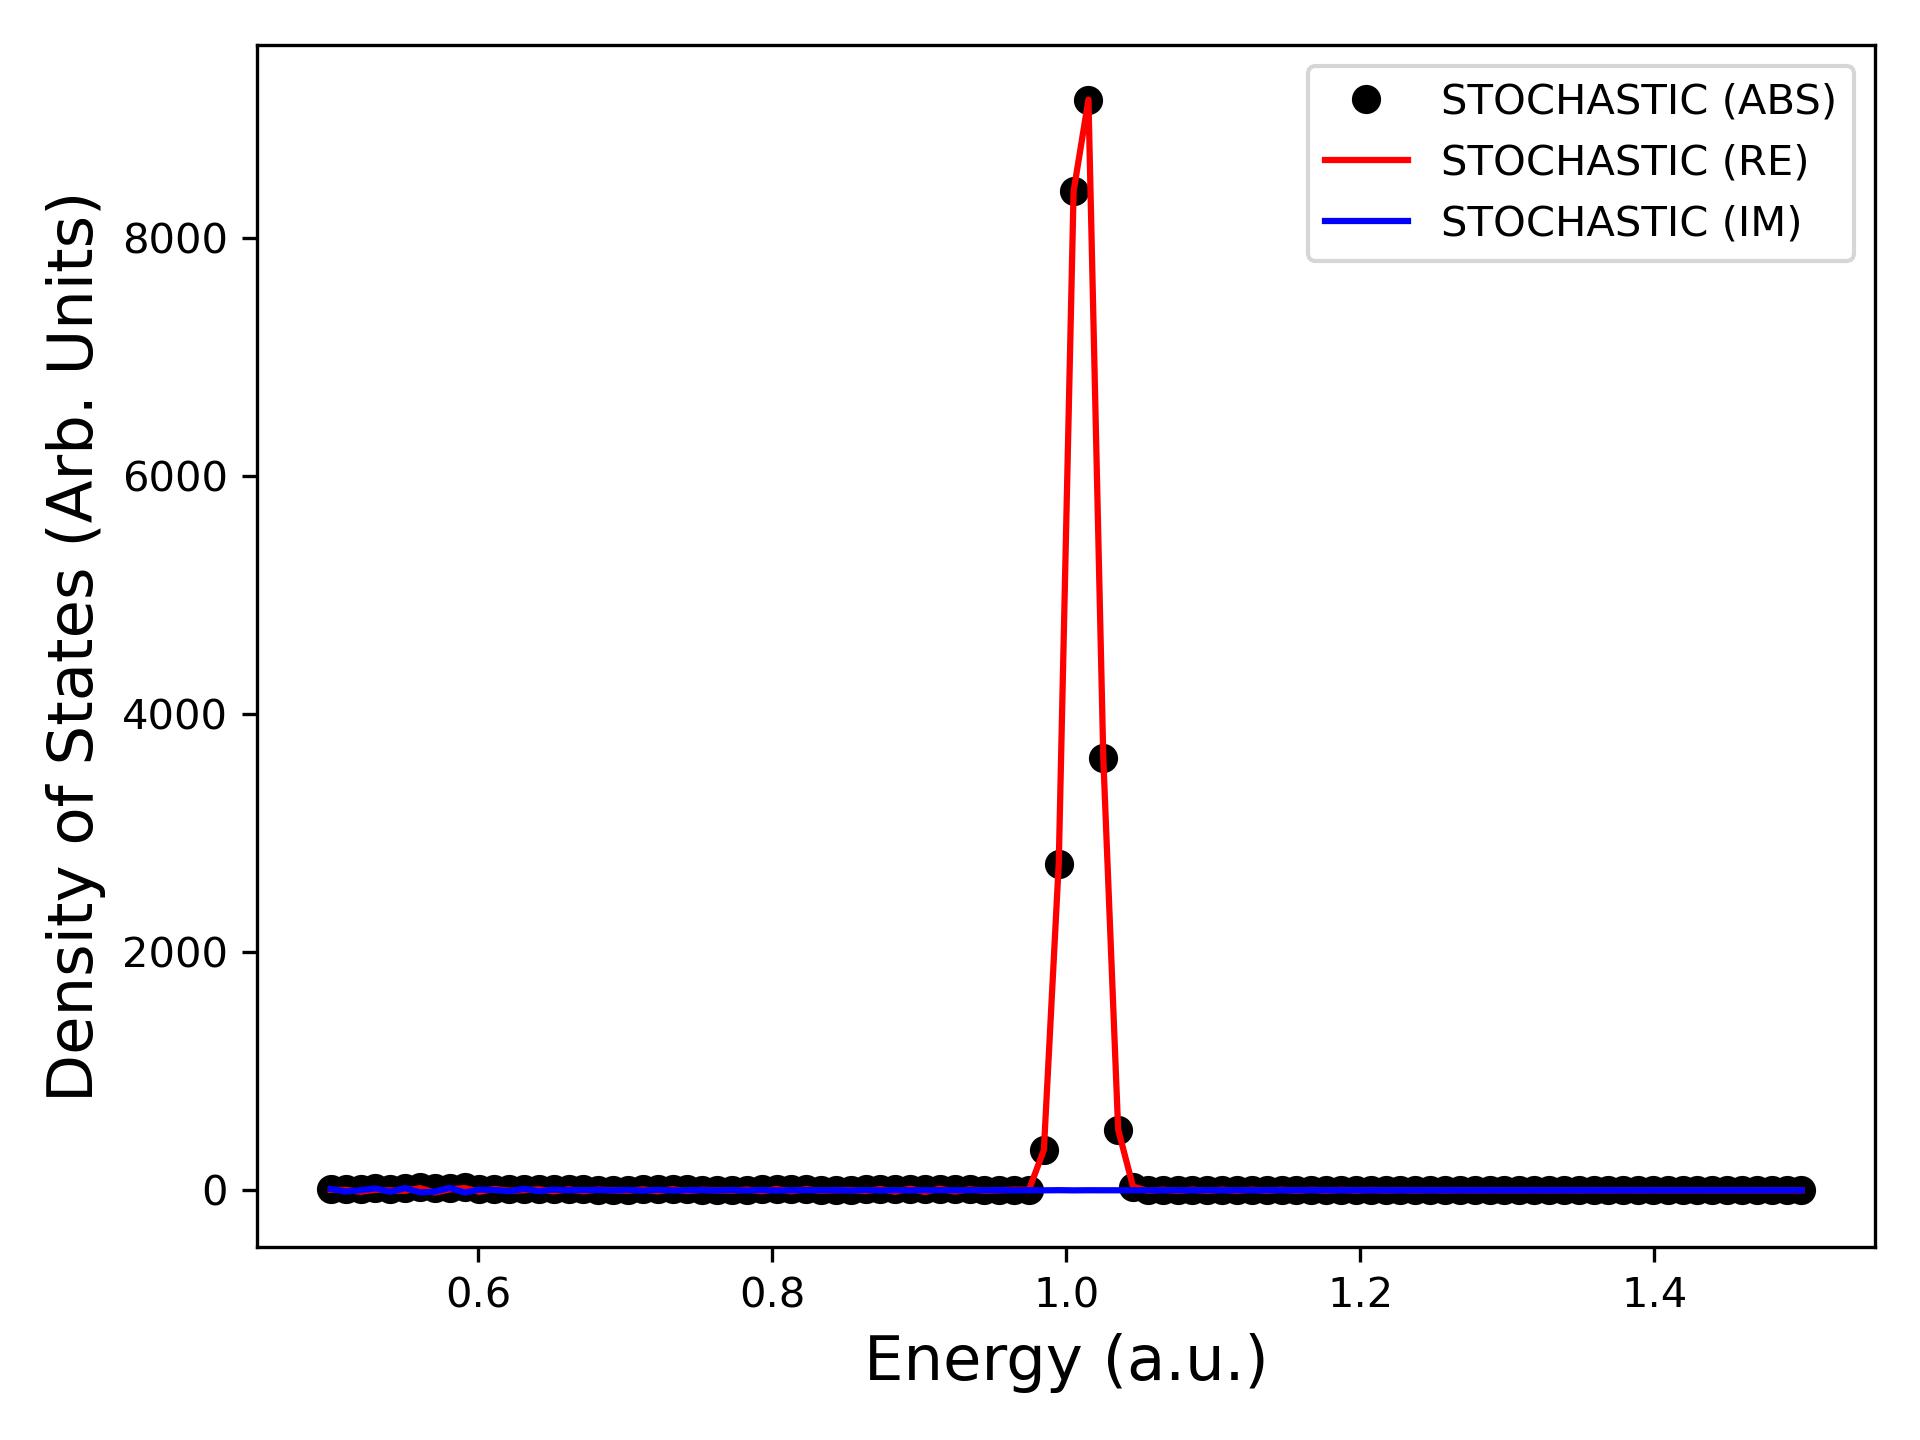 STOCHASTIC (ABS)
STOCHASTIC (RE)
STOCHASTIC (IM)
Density of States (Arb. Units)
8000
6000
4000
2000
0
0.6
0.8
1.0
1.2
1.4
Energy (a.u.)